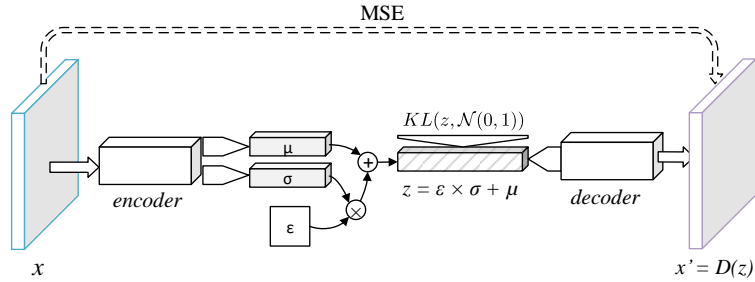 MSE
KL(z, 𝒩(0, 1))
μ
σ
ε
+
×
encoder
z = ε × σ + μ
decoder
x
x' = D(z)